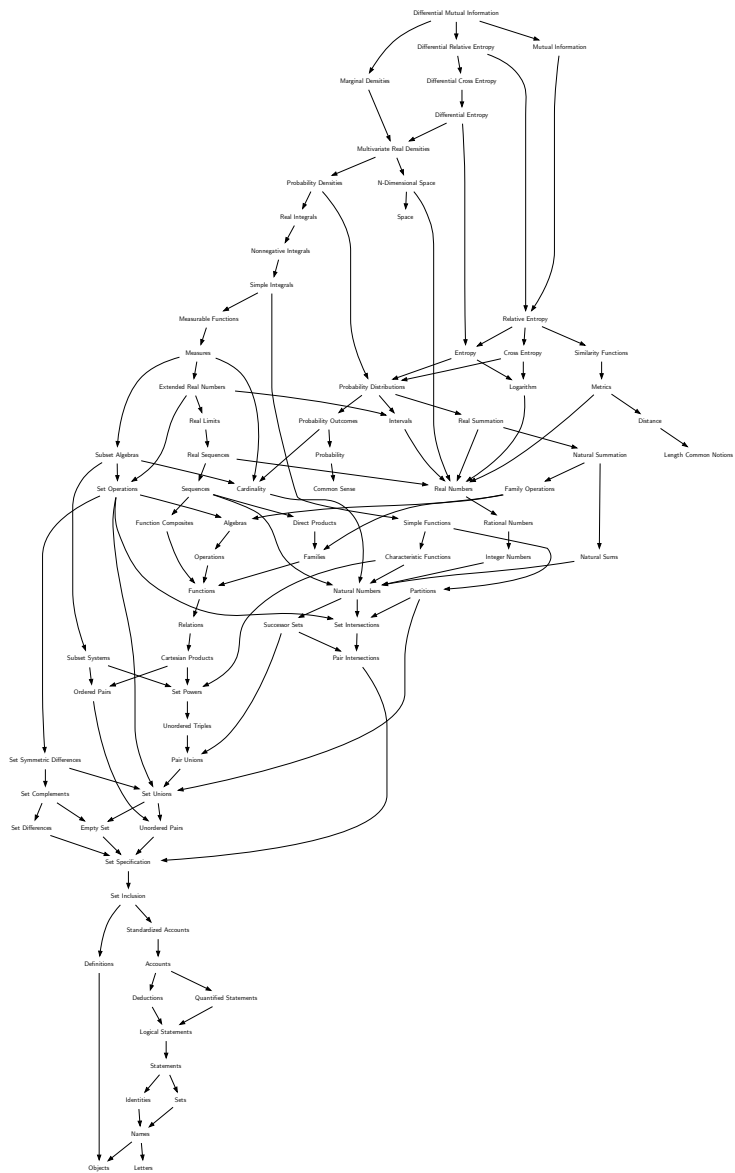 Differential Mutual Information
Differential Relative Entropy
Mutual Information
Marginal Densities
Differential Cross Entropy
Differential Entropy
Multivariate Real Densities
Probability Densities
N-Dimensional Space
Real Integrals
Space
Nonnegative Integrals
Simple Integrals
Measurable Functions
Relative Entropy
Measures
Entropy
Cross Entropy
Similarity Functions
Extended Real Numbers
Probability Distributions
Logarithm
Metrics
Real Limits
Probability Outcomes
Intervals
Real Summation
Distance
Subset Algebras
Real Sequences
Probability
Natural Summation
Length Common Notions
Set Operations
Sequences
Cardinality
Common Sense
Real Numbers
Family Operations
Function Composites
Algebras
Direct Products
Simple Functions
Rational Numbers
Operations
Families
Characteristic Functions
Integer Numbers
Natural Sums
Functions
Natural Numbers
Partitions
Relations
Successor Sets
Set Intersections
Subset Systems
Cartesian Products
Pair Intersections
Ordered Pairs
Set Powers
Unordered Triples
Set Symmetric Differences
Pair Unions
Set Complements
Set Unions
Set Differences
Empty Set
Unordered Pairs
Set Specification
Set Inclusion
Standardized Accounts
Definitions
Accounts
Deductions
Quantified Statements
Logical Statements
Statements
Identities
Sets
Names
Objects
Letters